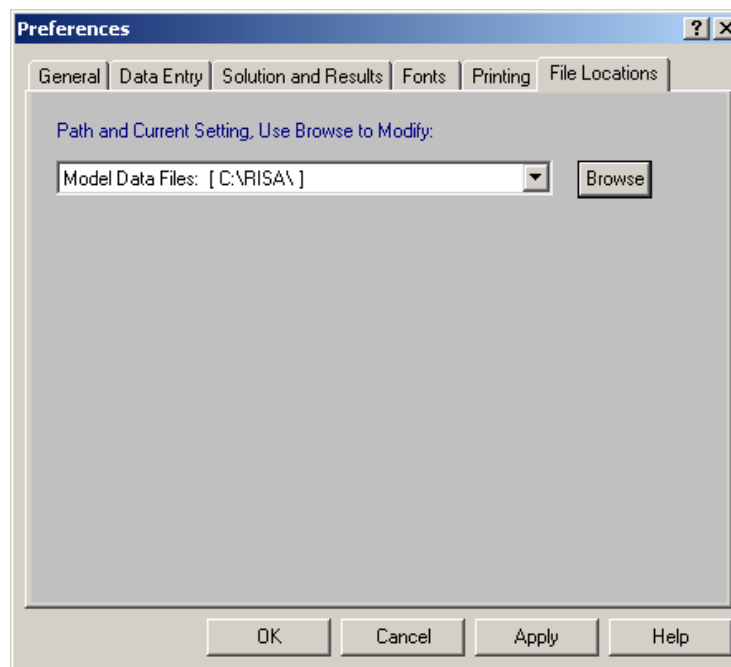 Preferences
General Data Entry Solution and Results Fonts Printing File Locations
Path and Current Setting, Use Browse to Modify:
Model Data Files: [ C:\RISA\ ] Browse
OK Cancel Apply Help